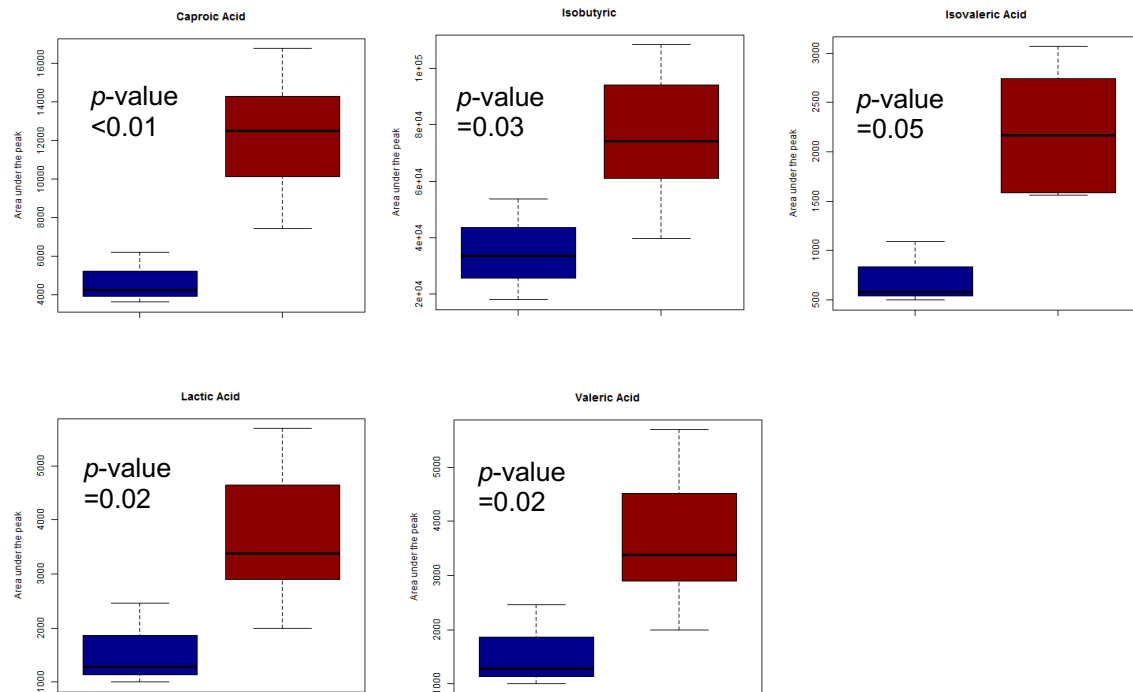 Caproic Acid
Area under the peak
16000
14000
12000
10000
8000
6000
4000
p-value
<0.01
Isobutyric
Area under the peak
1e+05
8e+04
6e+04
4e+04
2e+04
p-value
=0.03
Isovaleric Acid
Area under the peak
3000
2500
2000
1500
1000
500
p-value
=0.05
Lactic Acid
Area under the peak
5000
4000
3000
2000
1000
p-value
=0.02
Valeric Acid
Area under the peak
5000
4000
3000
2000
1000
p-value
=0.02